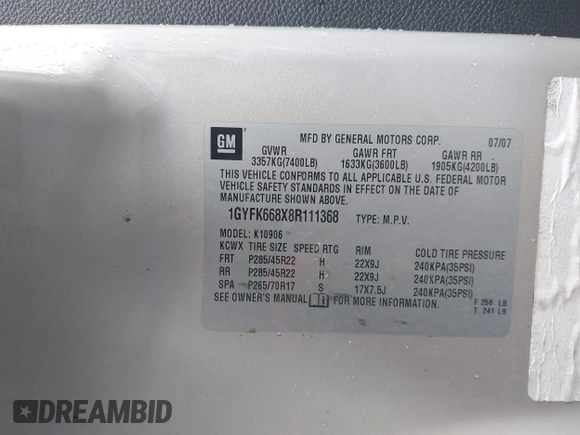 GM
MFD BY GENERAL MOTORS CORP. 07/07
GVWR GAWR FRT GAWR RR
3357KG(7400LB) 1633KG(3600LB) 1905KG(4200LB)
THIS VEHICLE CONFORMS TO ALL APPLICABLE U.S. FEDERAL MOTOR
VEHICLE SAFETY STANDARDS IN EFFECT ON THE DATE OF
MANUFACTURE SHOWN ABOVE.
1GYFK668X8R111368 TYPE: M.P.V.
MODEL: K10906
KCWX TIRE SIZE SPEED RTG RIM COLD TIRE PRESSURE
FRT P285/45R22 H 22X9J 240KPA(35PSI)
RR P285/45R22 H 22X9J 240KPA(35PSI)
SPA P265/70R17 S 17X7.5J 240KPA(35PSI)
SEE OWNER'S MANUAL FOR MORE INFORMATION.
F 259 LB
T 241 LB
DREAMBID